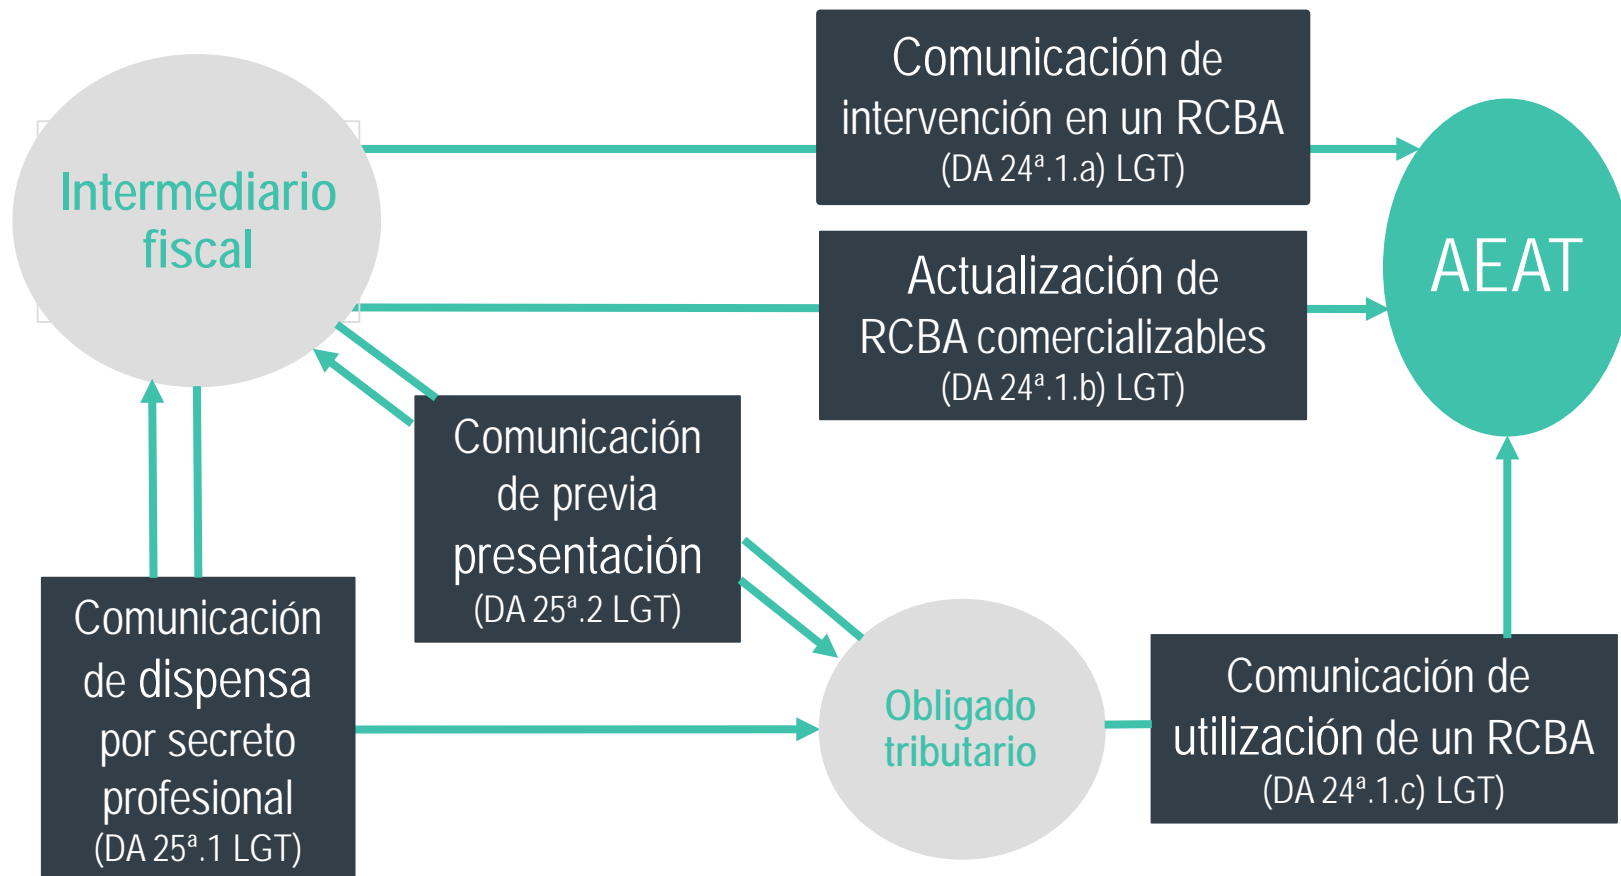 Comunicación de
intervención en un RCBA
(DA 24ª.1.a) LGT)
Intermediario
fiscal
AEAT
Actualización de
RCBA comercializables
(DA 24ª.1.b) LGT)
Comunicación
de previa
presentación
(DA 25ª.2 LGT)
Comunicación
de dispensa
por secreto
profesional
(DA 25ª.1 LGT)
Obligado
tributario
Comunicación de
utilización de un RCBA
(DA 24ª.1.c) LGT)